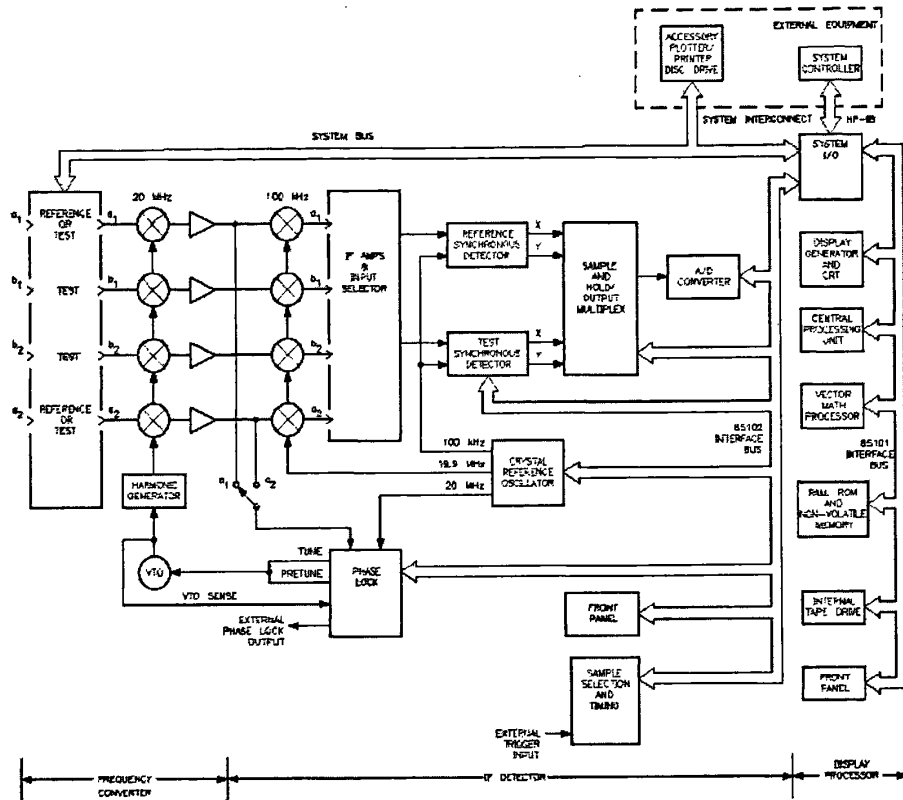 EXTERNAL EQUIPMENT
ACCESSORY
PLOTTER/
PRINTER
DISC DRIVE
SYSTEM
CONTROLLER
SYSTEM INTERCONNECT
HP-IB
SYSTEM BUS
SYSTEM
I/O
REFERENCE
OR
TEST
TEST
TEST
REFERENCE
OR
TEST
a1
b1
b2
a2
a1
b1
b2
a2
20 MHz
100 kHz
a1
b1
b2
a2
IF AMPS
&
INPUT
SELECTOR
REFERENCE
SYNCHRONOUS
DETECTOR
X
Y
TEST
SYNCHRONOUS
DETECTOR
X
Y
SAMPLE
AND
HOLD/
OUTPUT
MULTIPLEX
A/D
CONVERTER
DISPLAY
GENERATOR
AND
CRT
CENTRAL
PROCESSING
UNIT
VECTOR
MATH
PROCESSOR
85102
INTERFACE
BUS
85101
INTERFACE
BUS
100 kHz
19.9 MHz
20 MHz
CRYSTAL
REFERENCE
OSCILLATOR
RAM, ROM
AND
NON-VOLATILE
MEMORY
HARMONIC
GENERATOR
a1
a2
TUNE
PRETUNE
PHASE
LOCK
VTO
VTO SENSE
EXTERNAL
PHASE LOCK
OUTPUT
FRONT
PANEL
INTERNAL
TAPE DRIVE
SAMPLE
SELECTION
AND
TIMING
FRONT
PANEL
EXTERNAL
TRIGGER
INPUT
FREQUENCY
CONVERTER
IF DETECTOR
DISPLAY
PROCESSOR